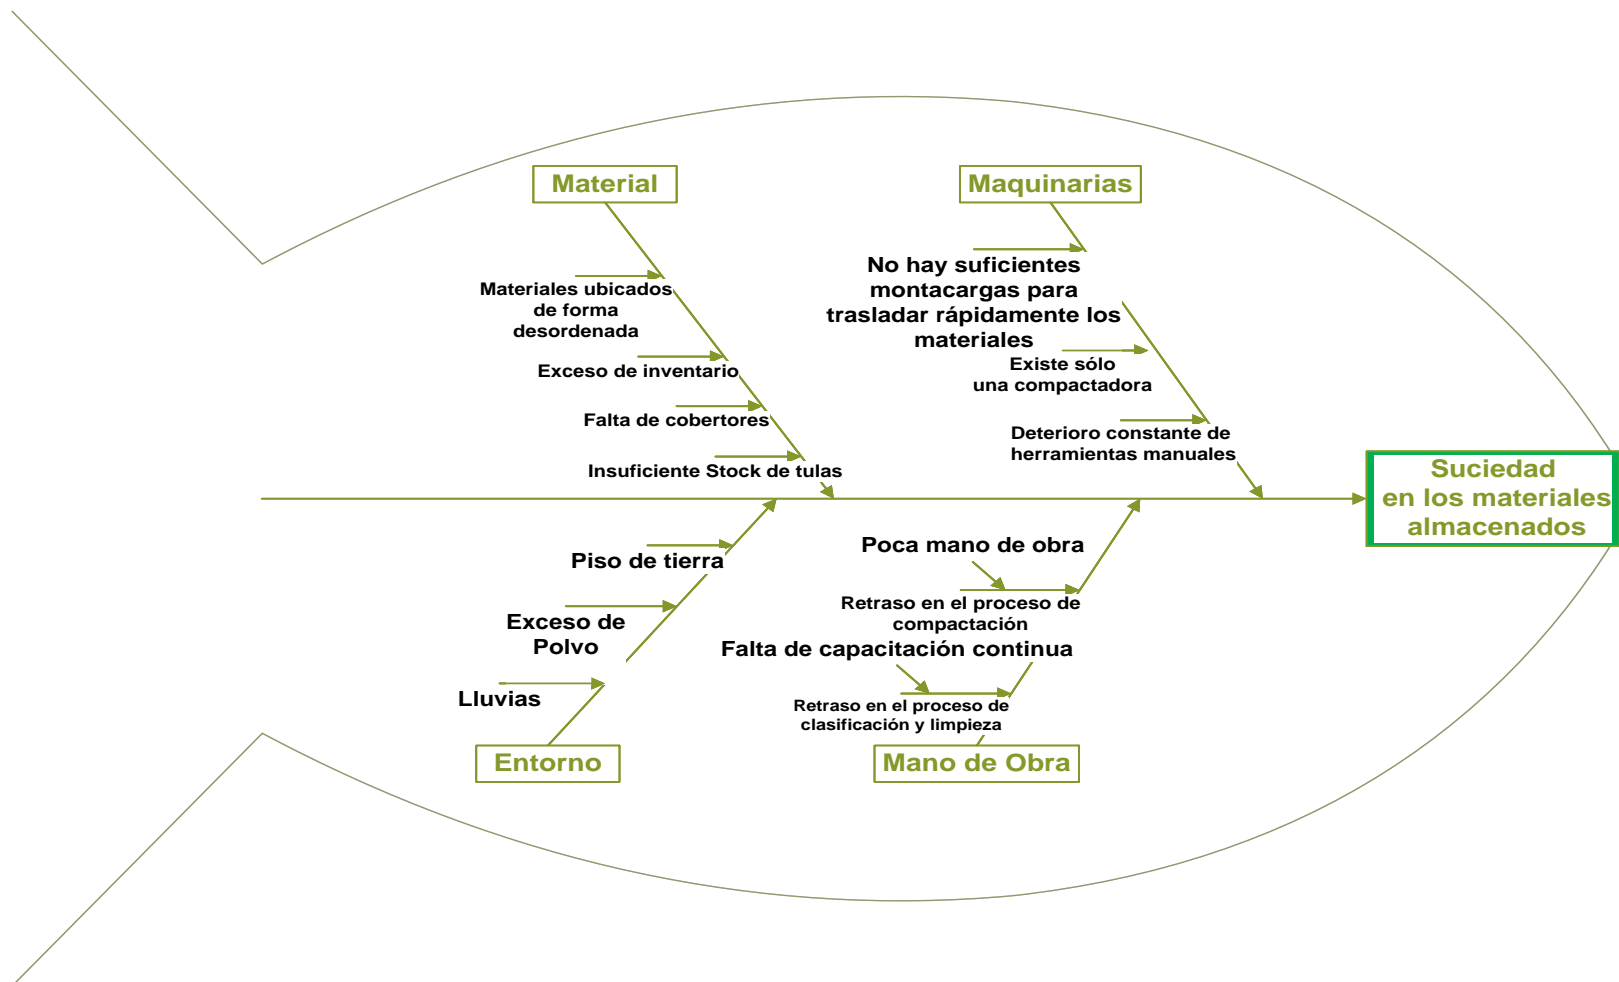 Material
Maquinarias
Materiales ubicados
de forma
desordenada
Exceso de inventario
Falta de cobertores
Insuficiente Stock de tulas
No hay suficientes
montacargas para
trasladar rápidamente los
materiales
Existe sólo
una compactadora
Deterioro constante de
herramientas manuales
Suciedad
en los materiales
almacenados
Piso de tierra
Exceso de
Polvo
Lluvias
Entorno
Poca mano de obra
Retraso en el proceso de
compactación
Falta de capacitación continua
Retraso en el proceso de
clasificación y limpieza
Mano de Obra